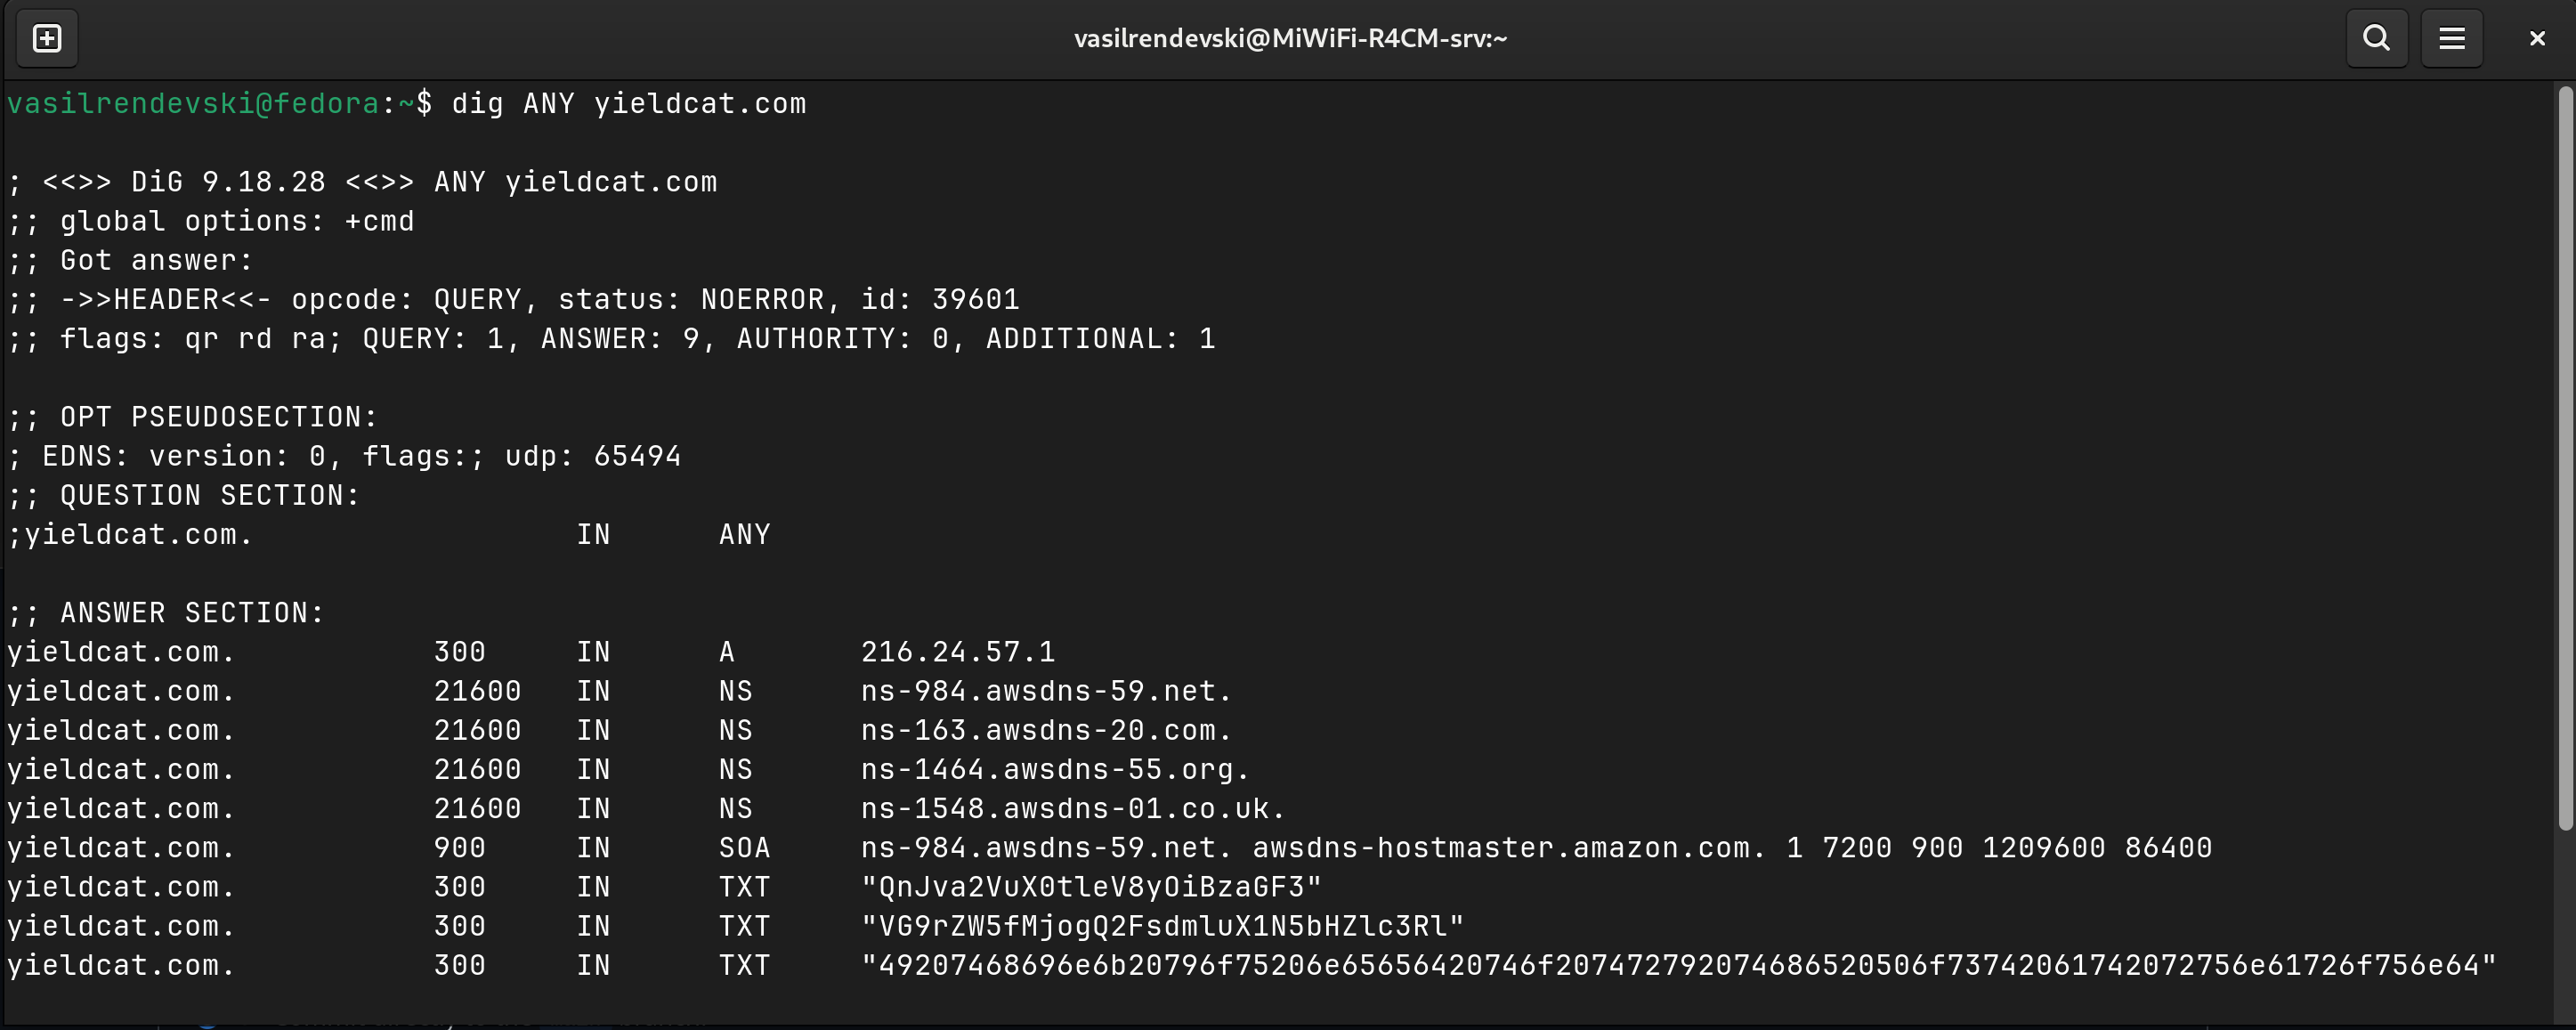 vasilrendevski@MiWiFi-R4CM-srv:~
vasilrendevski@fedora:~$ dig ANY yieldcat.com
; <<>> DiG 9.18.28 <<>> ANY yieldcat.com
;; global options: +cmd
;; Got answer:
;; ->>HEADER<<- opcode: QUERY, status: NOERROR, id: 39601
;; flags: qr rd ra; QUERY: 1, ANSWER: 9, AUTHORITY: 0, ADDITIONAL: 1
;; OPT PSEUDOSECTION:
; EDNS: version: 0, flags:; udp: 65494
;; QUESTION SECTION:
;yieldcat.com. IN ANY
;; ANSWER SECTION:
yieldcat.com. 300 IN A 216.24.57.1
yieldcat.com. 21600 IN NS ns-984.awsdns-59.net.
yieldcat.com. 21600 IN NS ns-163.awsdns-20.com.
yieldcat.com. 21600 IN NS ns-1464.awsdns-55.org.
yieldcat.com. 21600 IN NS ns-1548.awsdns-01.co.uk.
yieldcat.com. 900 IN SOA ns-984.awsdns-59.net. awsdns-hostmaster.amazon.com. 1 7200 900 1209600 86400
yieldcat.com. 300 IN TXT "QnJva2VuX0tleV8yOiBzaGF3"
yieldcat.com. 300 IN TXT "VG9rZW5fMjogQ2FsdmluX1N5bHZlc3Rl"
yieldcat.com. 300 IN TXT "49207468696e6b20796f75206e65656420746f207472792074686520506f73742061742072756e61726f756e64"